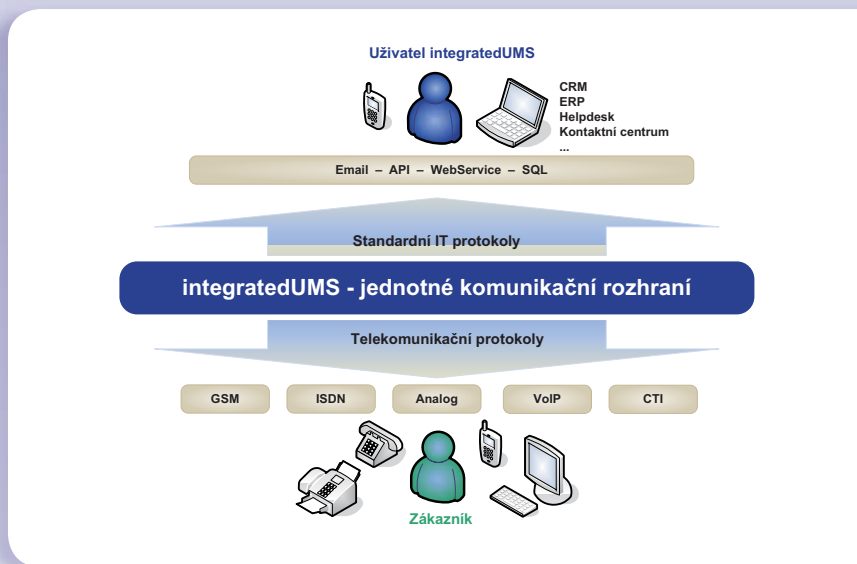 Uživatel integratedUMS
CRM
ERP
Helpdesk
Kontaktní centrum
...
Email – API – WebService – SQL
Standardní IT protokoly
integratedUMS - jednotné komunikační rozhraní
Telekomunikační protokoly
GSM
ISDN
Analog
VoIP
CTI
Zákazník